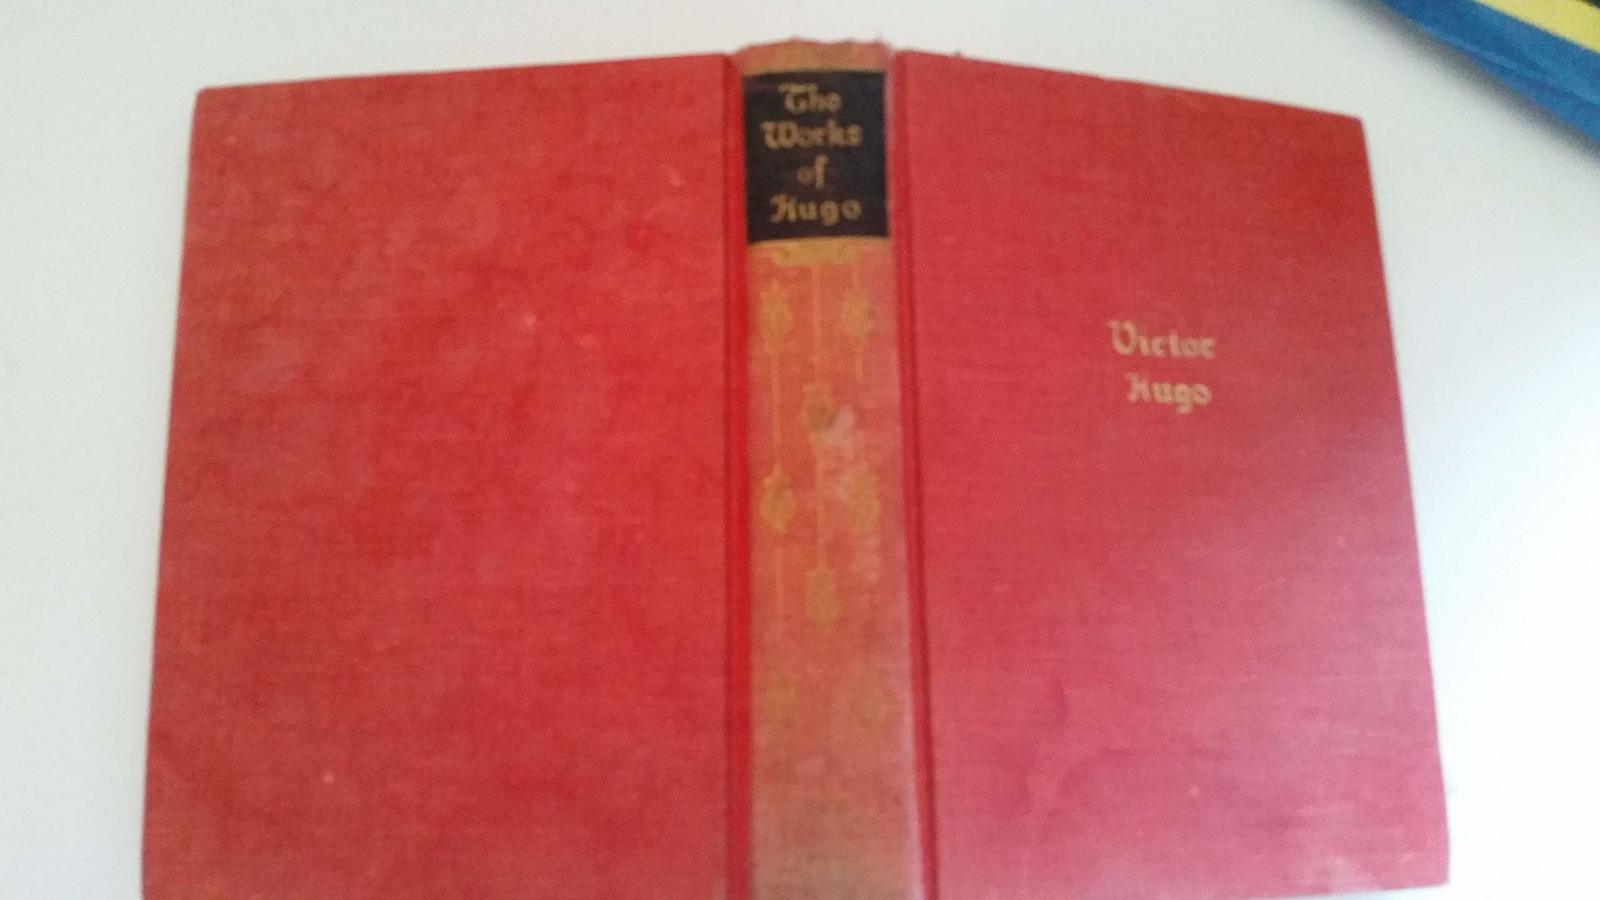 The
Works
of
Hugo
Victor
Hugo